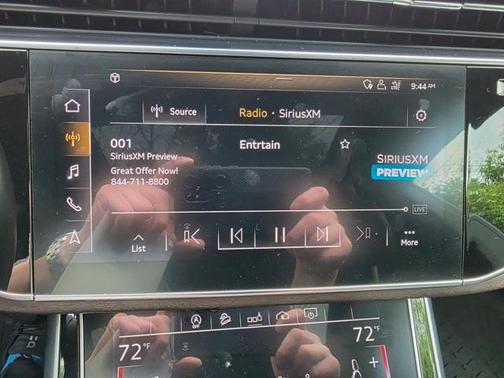 9:44 AM
Source
Radio · SiriusXM
001
Entrtain
SiriusXM Preview
Great Offer Now!
844-711-8800
SIRIUSXM
PREVIEW
LIVE
List
More
OFF
72°F
72°F